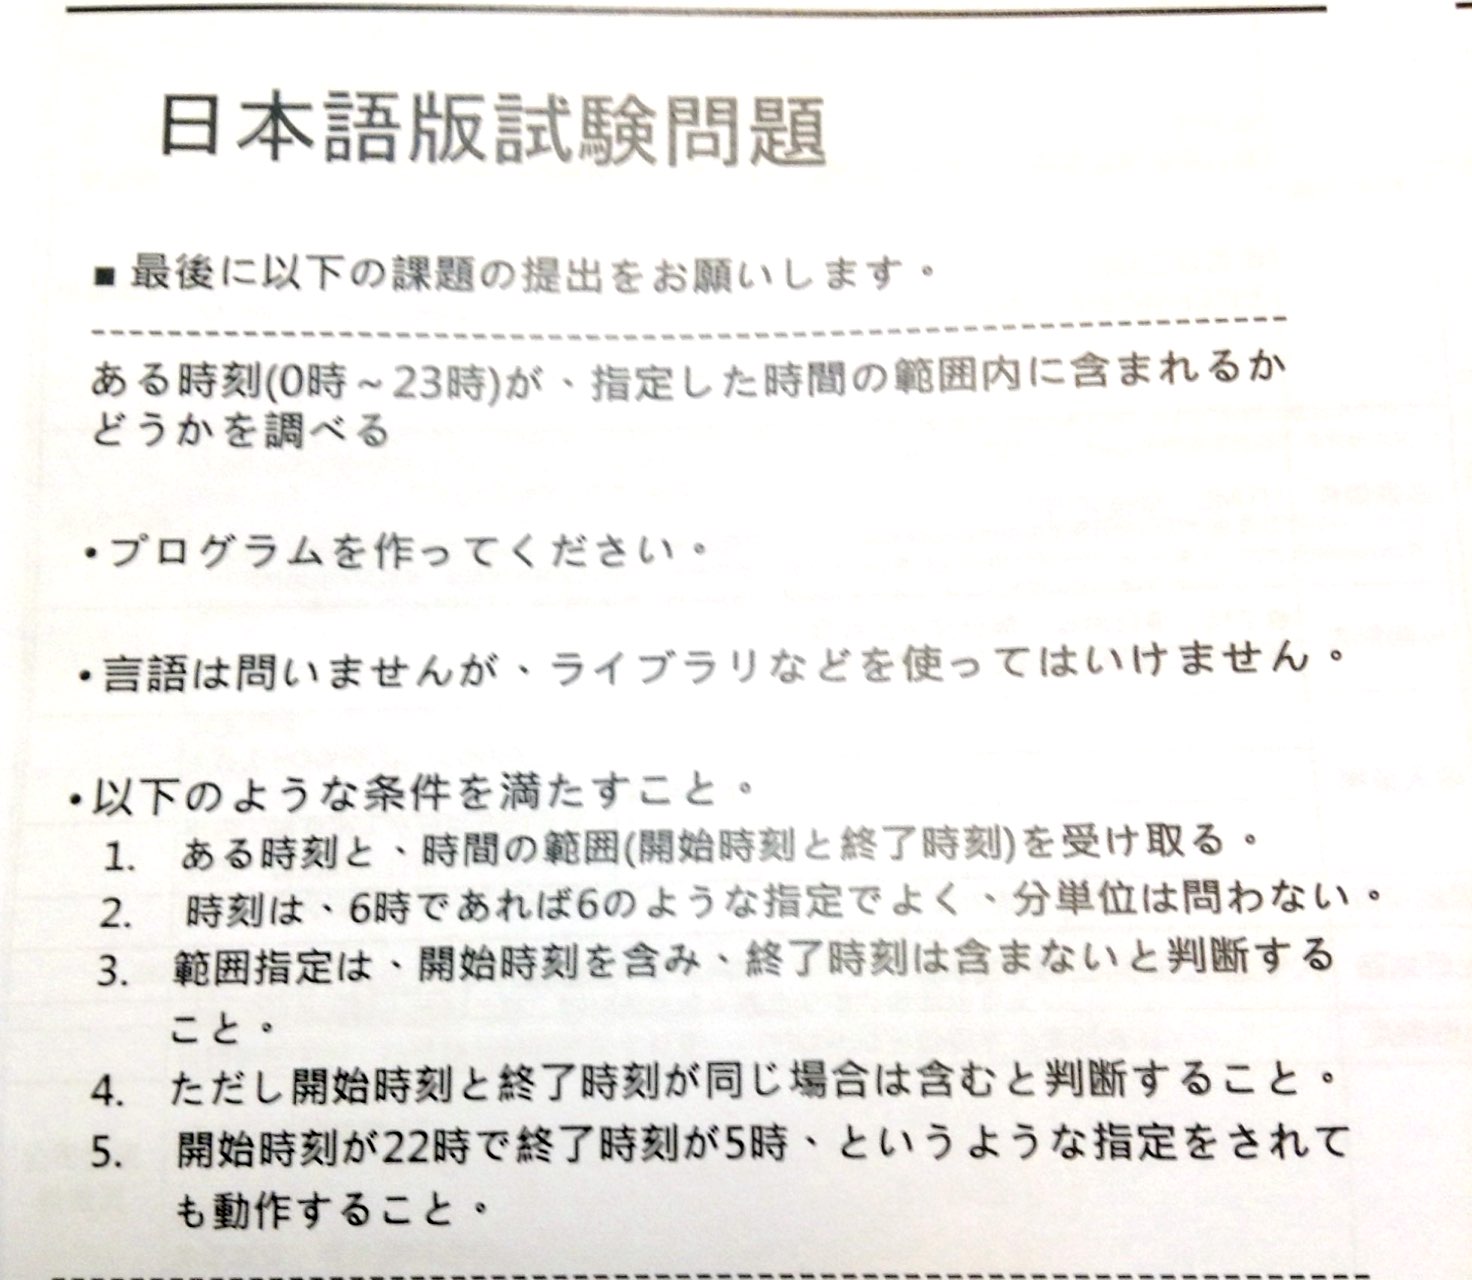 日本語版試験問題
■ 最後に以下の課題の提出をお願いします。
ある時刻(0時～23時)が、指定した時間の範囲内に含まれるか
どうかを調べる
•プログラムを作ってください。
•言語は問いませんが、ライブラリなどを使ってはいけません。
•以下のような条件を満たすこと。
1. ある時刻と、時間の範囲(開始時刻と終了時刻)を受け取る。
2. 時刻は、6時であれば6のような指定でよく、分単位は問わない。
3. 範囲指定は、開始時刻を含み、終了時刻は含まないと判断する
こと。
4. ただし開始時刻と終了時刻が同じ場合は含むと判断すること。
5. 開始時刻が22時で終了時刻が5時、というような指定をされて
も動作すること。